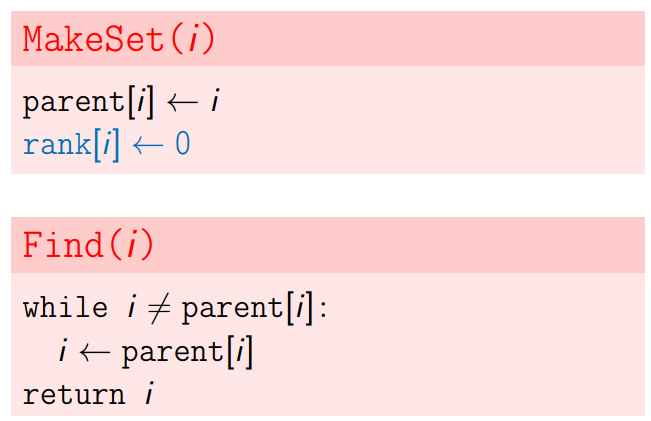 MakeSet(i)
parent[i] ← i
rank[i] ← 0
Find(i)
while i ≠ parent[i]:
i ← parent[i]
return i